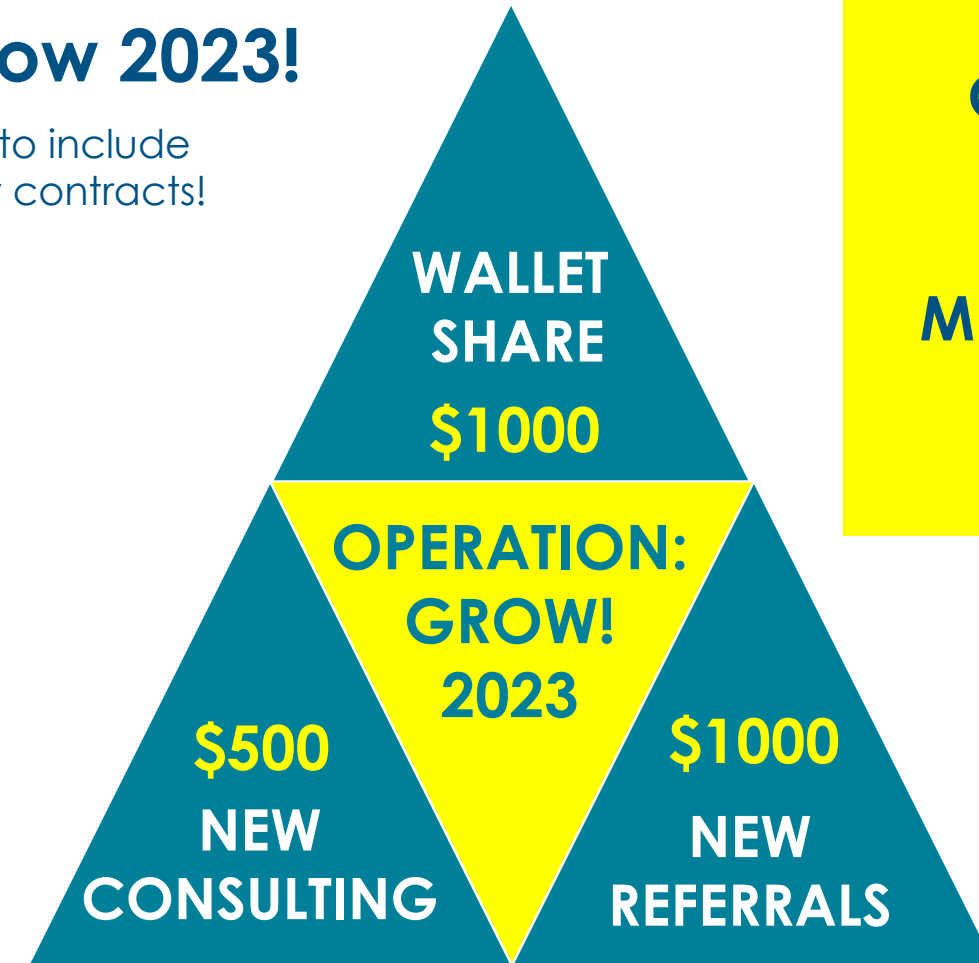 ow 2023!
to include
contracts!
M
WALLET
SHARE
$1000
OPERATION:
GROW!
2023
$500
NEW
CONSULTING
$1000
NEW
REFERRALS